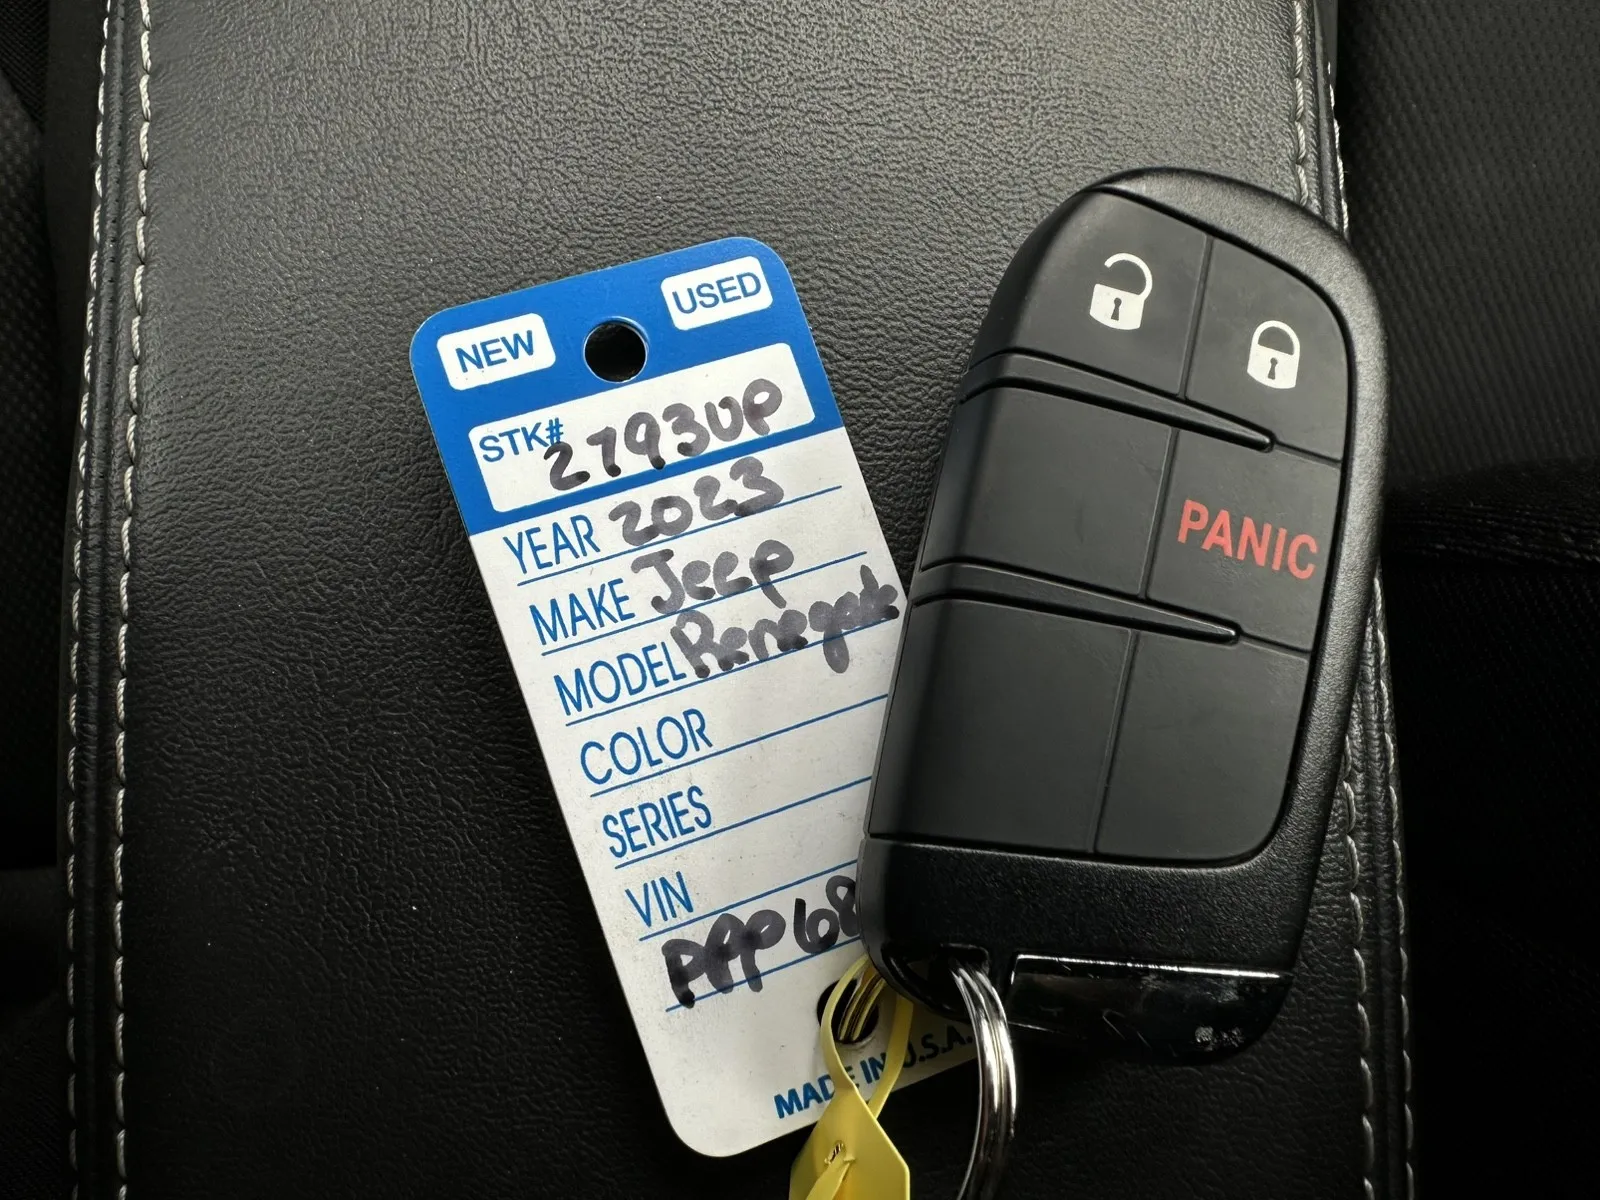 NEW USED
STK# 2793UP
YEAR 2023
MAKE Jeep
MODEL Renegade
COLOR
SERIES
VIN
PPP68
MADE IN U.S.A.
PANIC